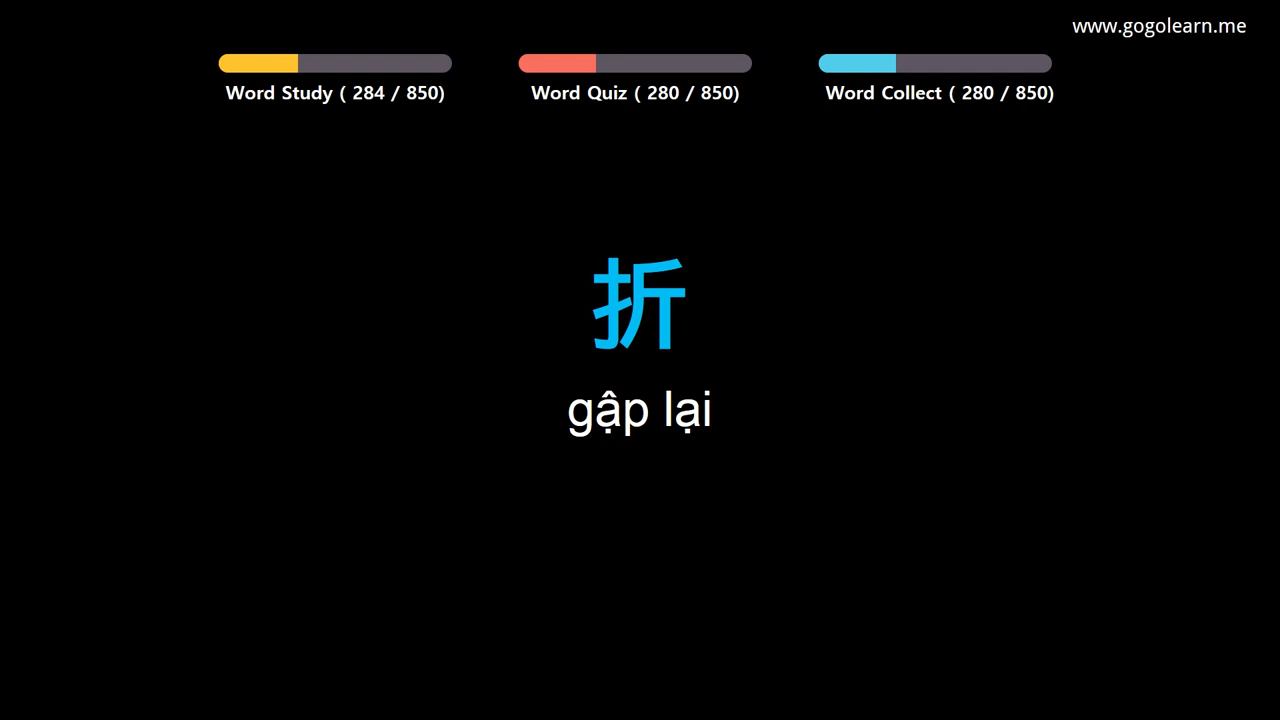 www.gogolearn.me
Word Study ( 284 / 850)
Word Quiz ( 280 / 850)
Word Collect ( 280 / 850)
折
gập lại